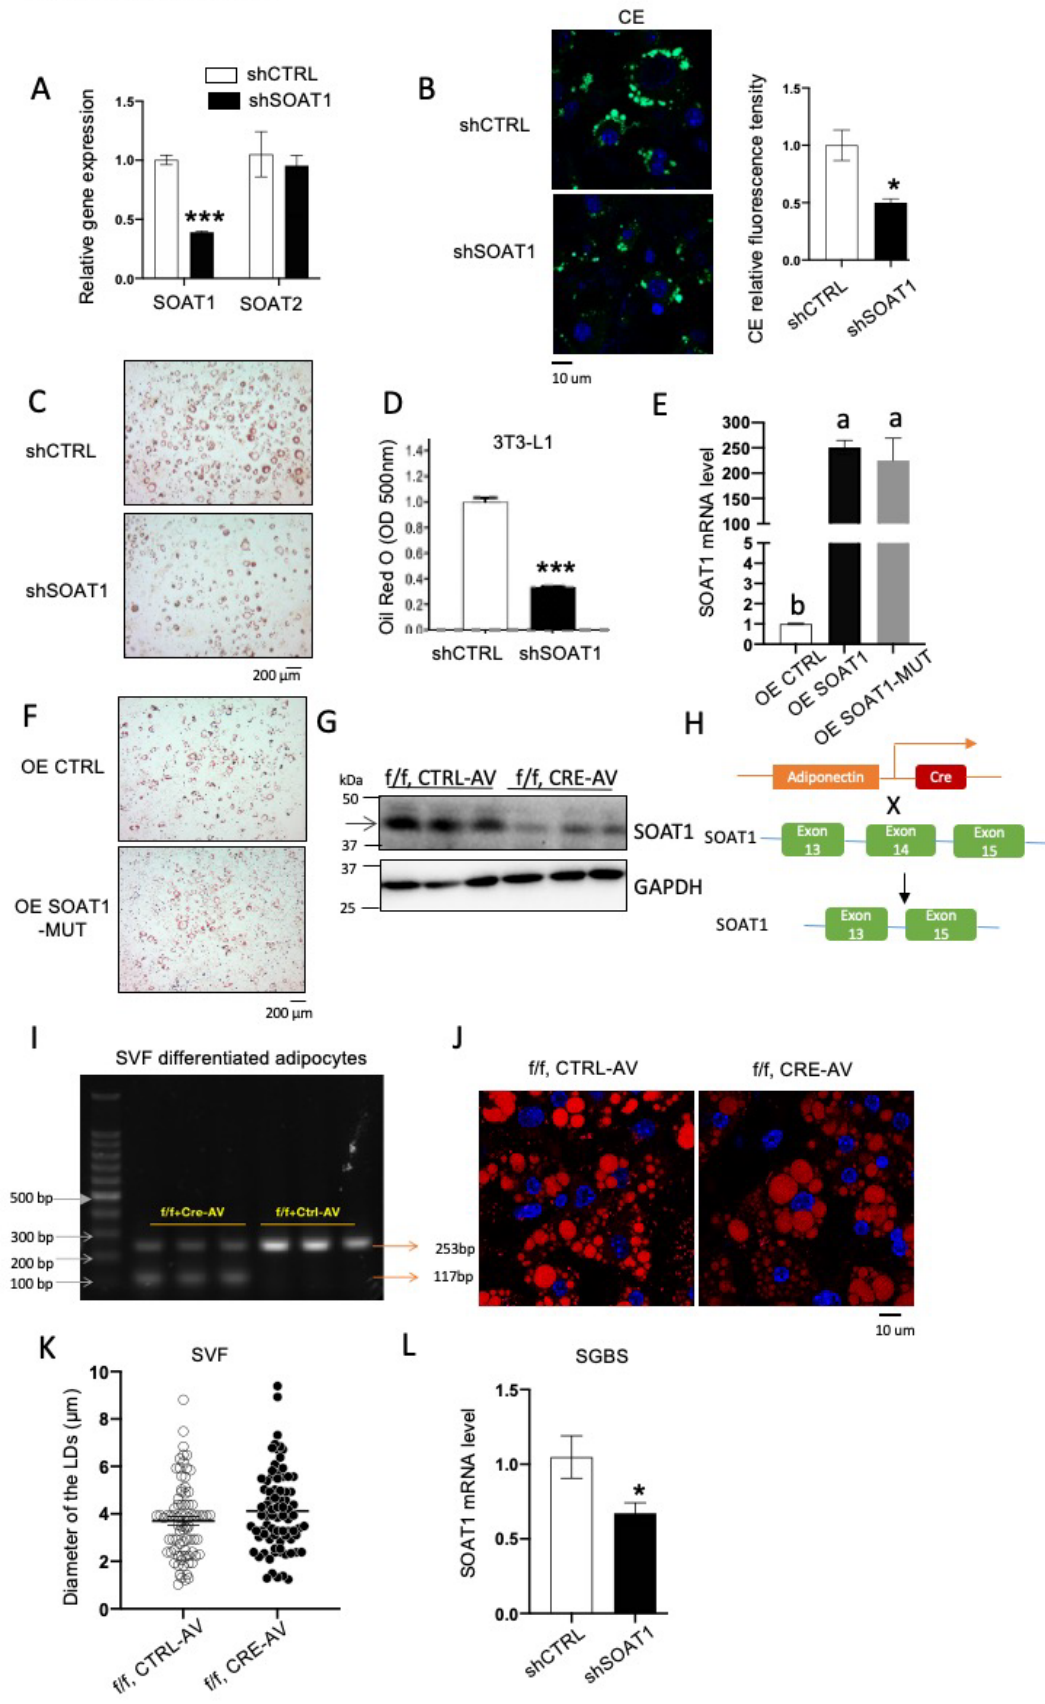 CE
shCTRL
shSOAT1
A
Relative gene expression
1.5
1.0
0.5
0.0
***
SOAT1
SOAT2
B
shCTRL
shSOAT1
10 um
CE relative fluorescence tensity
1.5
1.0
0.5
0.0
*
shCTRL
shSOAT1
C
shCTRL
shSOAT1
200 µm
D
3T3-L1
Oil Red O (OD 500nm)
1.4
1.2
1.0
0.8
0.6
0.4
0.2
0.0
***
shCTRL
shSOAT1
E
SOAT1 mRNA level
300
250
200
150
100
5
4
3
2
1
0
b
a
a
OE CTRL
OE SOAT1
OE SOAT1-MUT
F
OE CTRL
OE SOAT1
-MUT
200 µm
G
kDa
f/f, CTRL-AV
f/f, CRE-AV
50
37
SOAT1
37
25
GAPDH
H
Adiponectin
Cre
X
SOAT1
Exon
13
Exon
14
Exon
15
SOAT1
Exon
13
Exon
15
I
SVF differentiated adipocytes
500 bp
300 bp
200 bp
100 bp
f/f+Cre-AV
f/f+Ctrl-AV
253bp
117bp
J
f/f, CTRL-AV
f/f, CRE-AV
10 um
K
SVF
Diameter of the LDs (µm)
10
8
6
4
2
0
f/f, CTRL-AV
f/f, CRE-AV
L
SGBS
SOAT1 mRNA level
1.5
1.0
0.5
0.0
*
shCTRL
shSOAT1